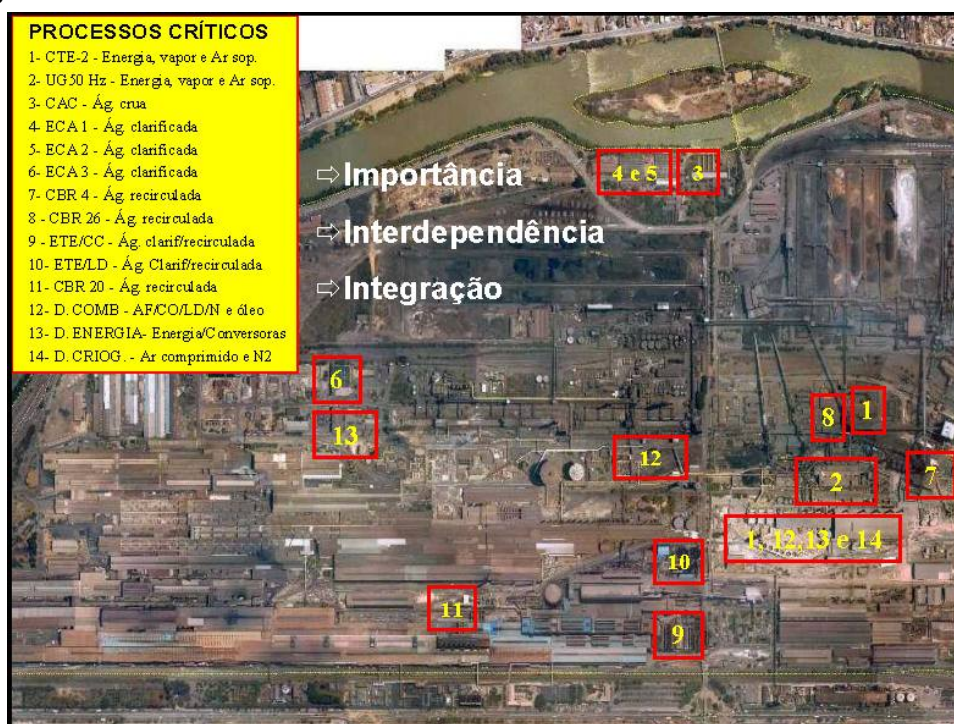 PROCESSOS CRÍTICOS
1- CTE-2 - Energia, vapor e Ar sop.
2- UG50 Hz - Energia, vapor e Ar sop.
3- CAC - Ág. crua
4- ECA 1 - Ág. clarificada
5- ECA 2 - Ág. clarificada
6- ECA 3 - Ág. clarificada
7- CBR 4 - Ág. recirculada
8 - CBR 26 - Ág. recirculada
9 - ETE/CC - Ág. clarif/recirculada
10- ETE/LD - Ág. Clarif/recirculada
11- CBR 20 - Ág. recirculada
12- D. COMB - AF/CO/LD/N e óleo
13- D. ENERGIA- Energia/Conversoras
14- D. CRIOG. - Ar comprimido e N2
⇨Importância
⇨Interdependência
⇨Integração
4 e 5
3
6
13
8
1
12
2
7
1, 12,13 e 14
10
11
9